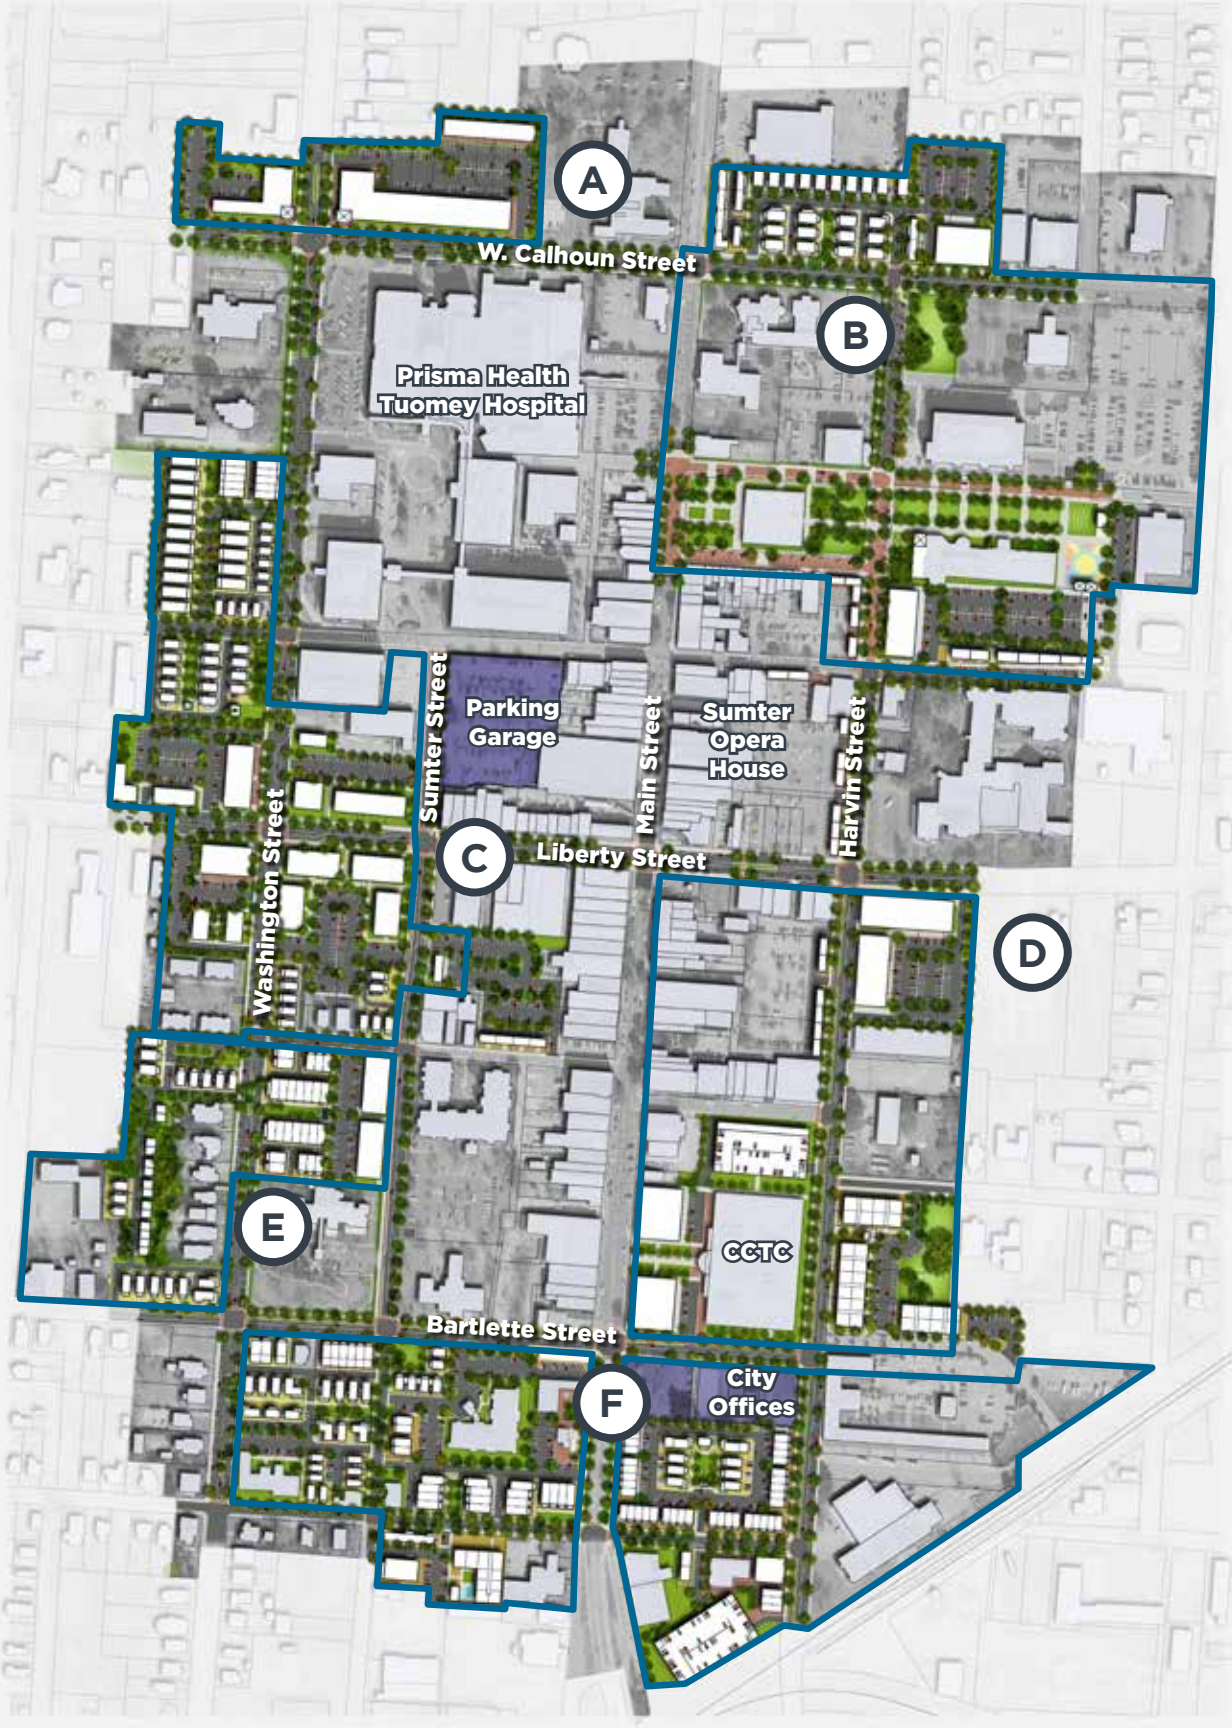 A
W. Calhoun Street
B
Prisma Health
Tuomey Hospital
Sumter Street
Parking
Garage
Main Street
Sumter
Opera
House
Harvin Street
Washington Street
C
Liberty Street
D
E
CCTC
Bartlette Street
F
City
Offices